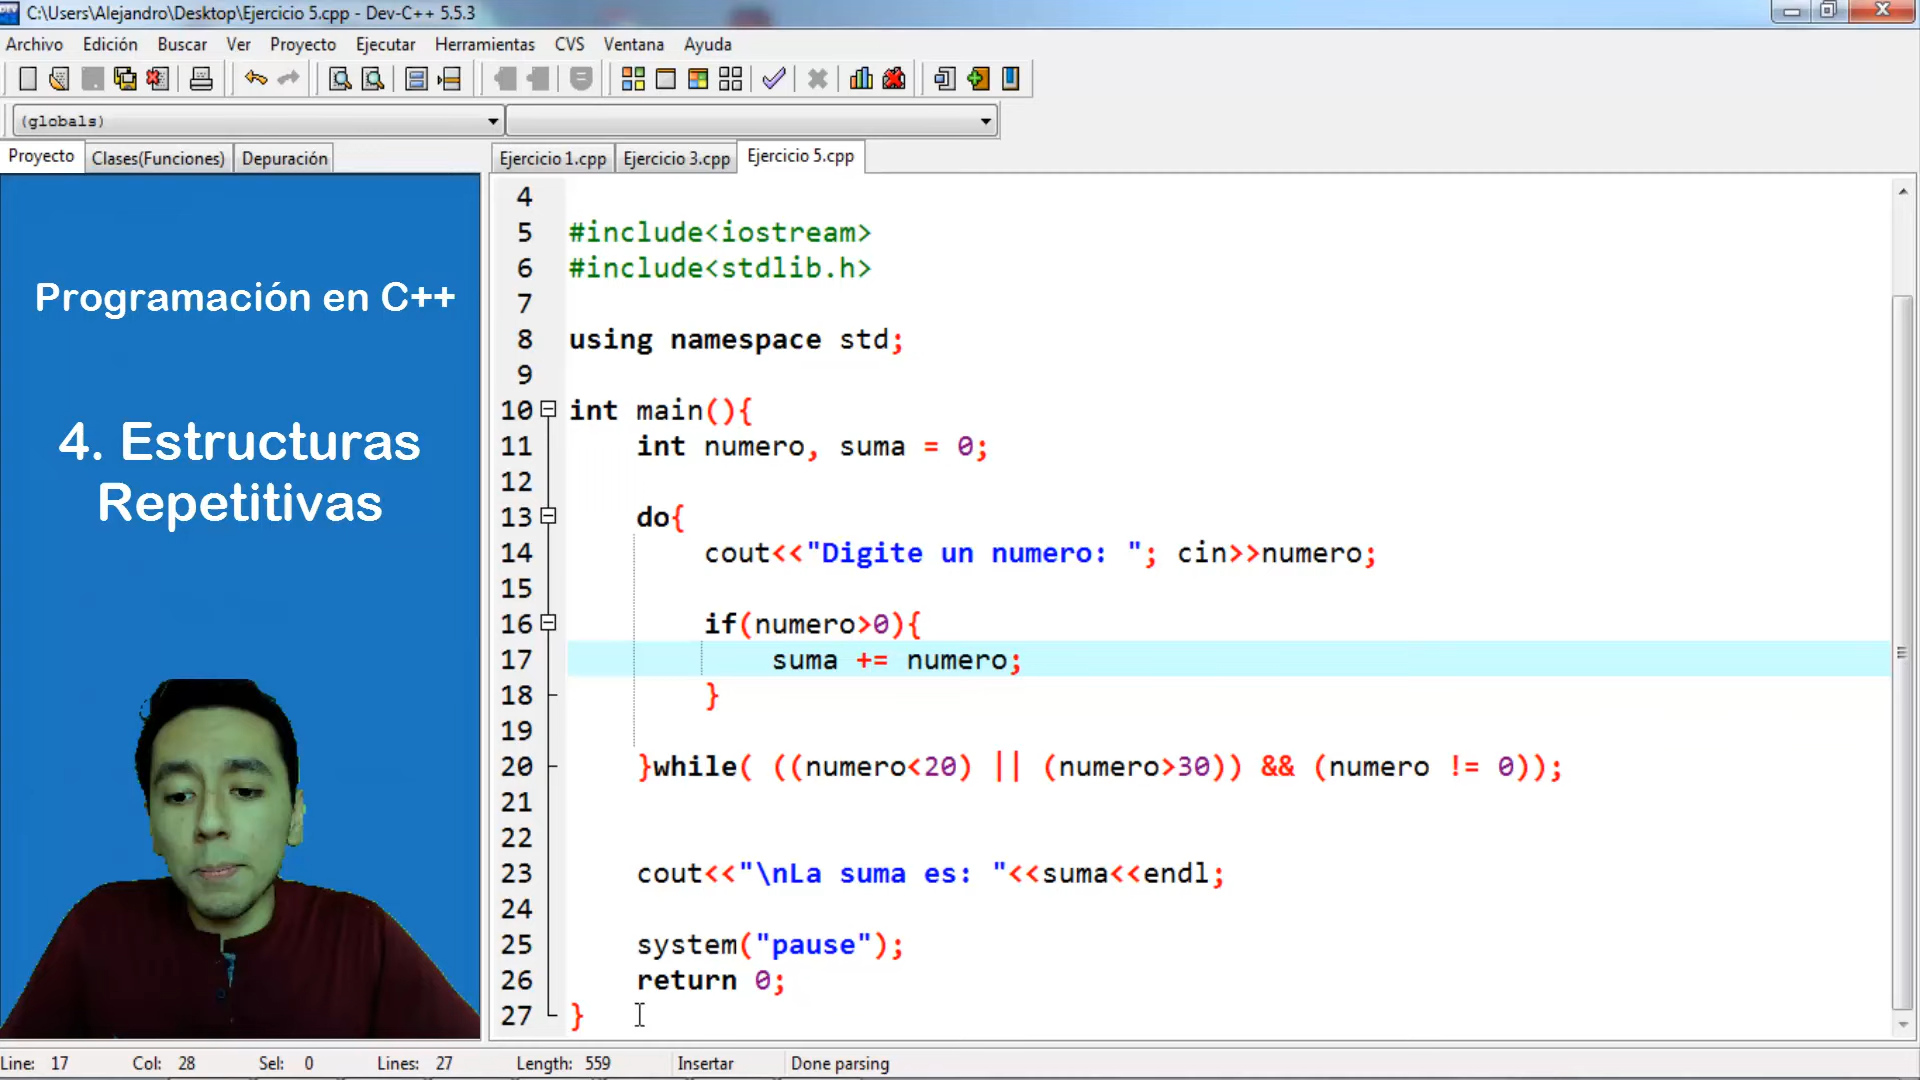 C:\Users\Alejandro\Desktop\Ejercicio 5.cpp - Dev-C++ 5.5.3
Archivo Edición Buscar Ver Proyecto Ejecutar Herramientas CVS Ventana Ayuda
(globals)
Proyecto Clases(Funciones) Depuración
Ejercicio 1.cpp Ejercicio 3.cpp Ejercicio 5.cpp
Programación en C++
4. Estructuras
Repetitivas
4
5 #include<iostream>
6 #include<stdlib.h>
7
8 using namespace std;
9
10 int main(){
11 int numero, suma = 0;
12
13 do{
14 cout<<"Digite un numero: "; cin>>numero;
15
16 if(numero>0){
17 suma += numero;
18 }
19
20 }while( ((numero<20) || (numero>30)) && (numero != 0));
21
22
23 cout<<"\nLa suma es: "<<suma<<endl;
24
25 system("pause");
26 return 0;
27 }
Line: 17 Col: 28 Sel: 0 Lines: 27 Length: 559 Insertar Done parsing